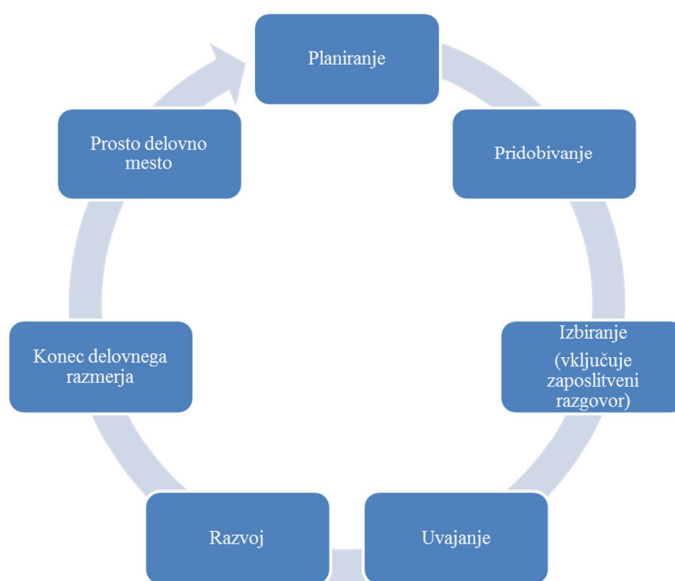 Planiranje
Pridobivanje
Izbiranje
(vključuje
zaposlitveni
razgovor)
Uvajanje
Razvoj
Konec delovnega
razmerja
Prosto delovno
mesto